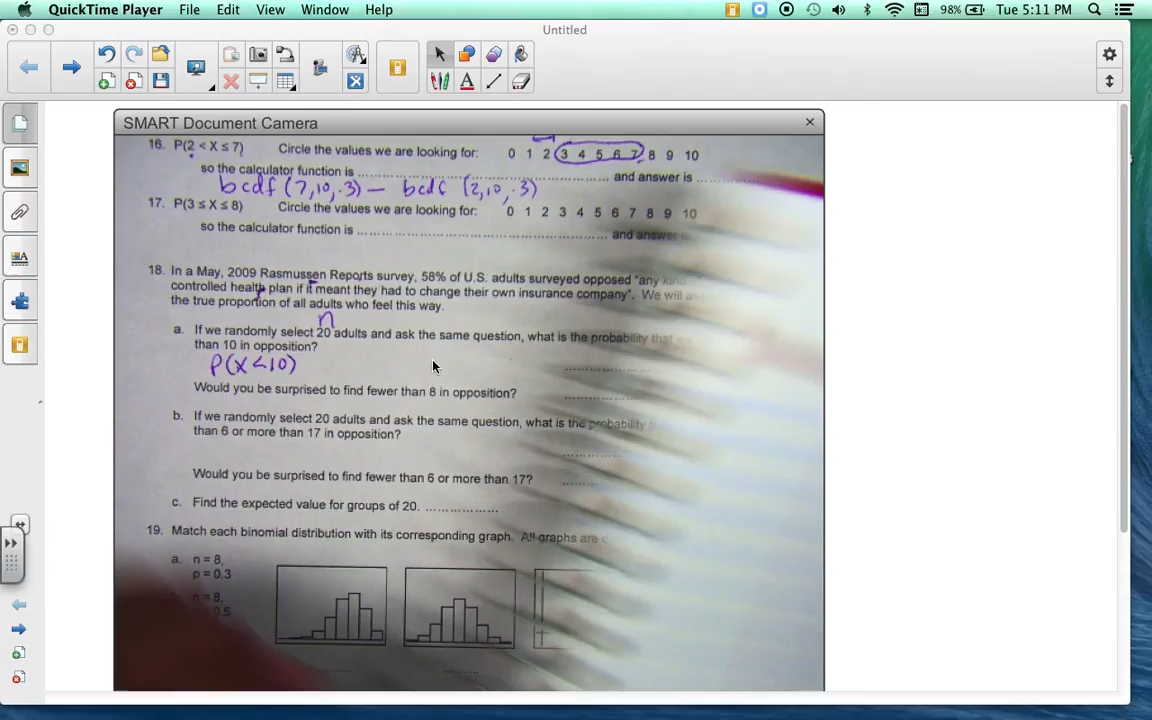 QuickTime Player File Edit View Window Help 98% Tue 5:11 PM
Untitled
SMART Document Camera
16. P(2 < X ≤ 7) Circle the values we are looking for: 0 1 2 3 4 5 6 7 8 9 10
so the calculator function is ........ and answer is ........
bcdf (7,10,.3) - bcdf (2,10,.3)
17. P(3 ≤ X ≤ 8) Circle the values we are looking for: 0 1 2 3 4 5 6 7 8 9 10
so the calculator function is ........ and answer
18. In a May, 2009 Rasmussen Reports survey, 58% of U.S. adults surveyed opposed "any
controlled health plan if it meant they had to change their own insurance company". We will
the true proportion of all adults who feel this way.
n
a. If we randomly select 20 adults and ask the same question, what is the probability that
than 10 in opposition?
P(X<10)
Would you be surprised to find fewer than 8 in opposition?
b. If we randomly select 20 adults and ask the same question, what is the probability
than 6 or more than 17 in opposition?
Would you be surprised to find fewer than 6 or more than 17?
c. Find the expected value for groups of 20. ........
19. Match each binomial distribution with its corresponding graph. All graphs are
a. n = 8,
p = 0.3
n = 8,
0.5